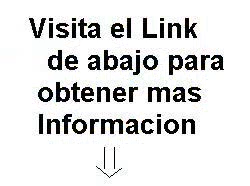 Visita el Link
de abajo para
obtener mas
Informacion